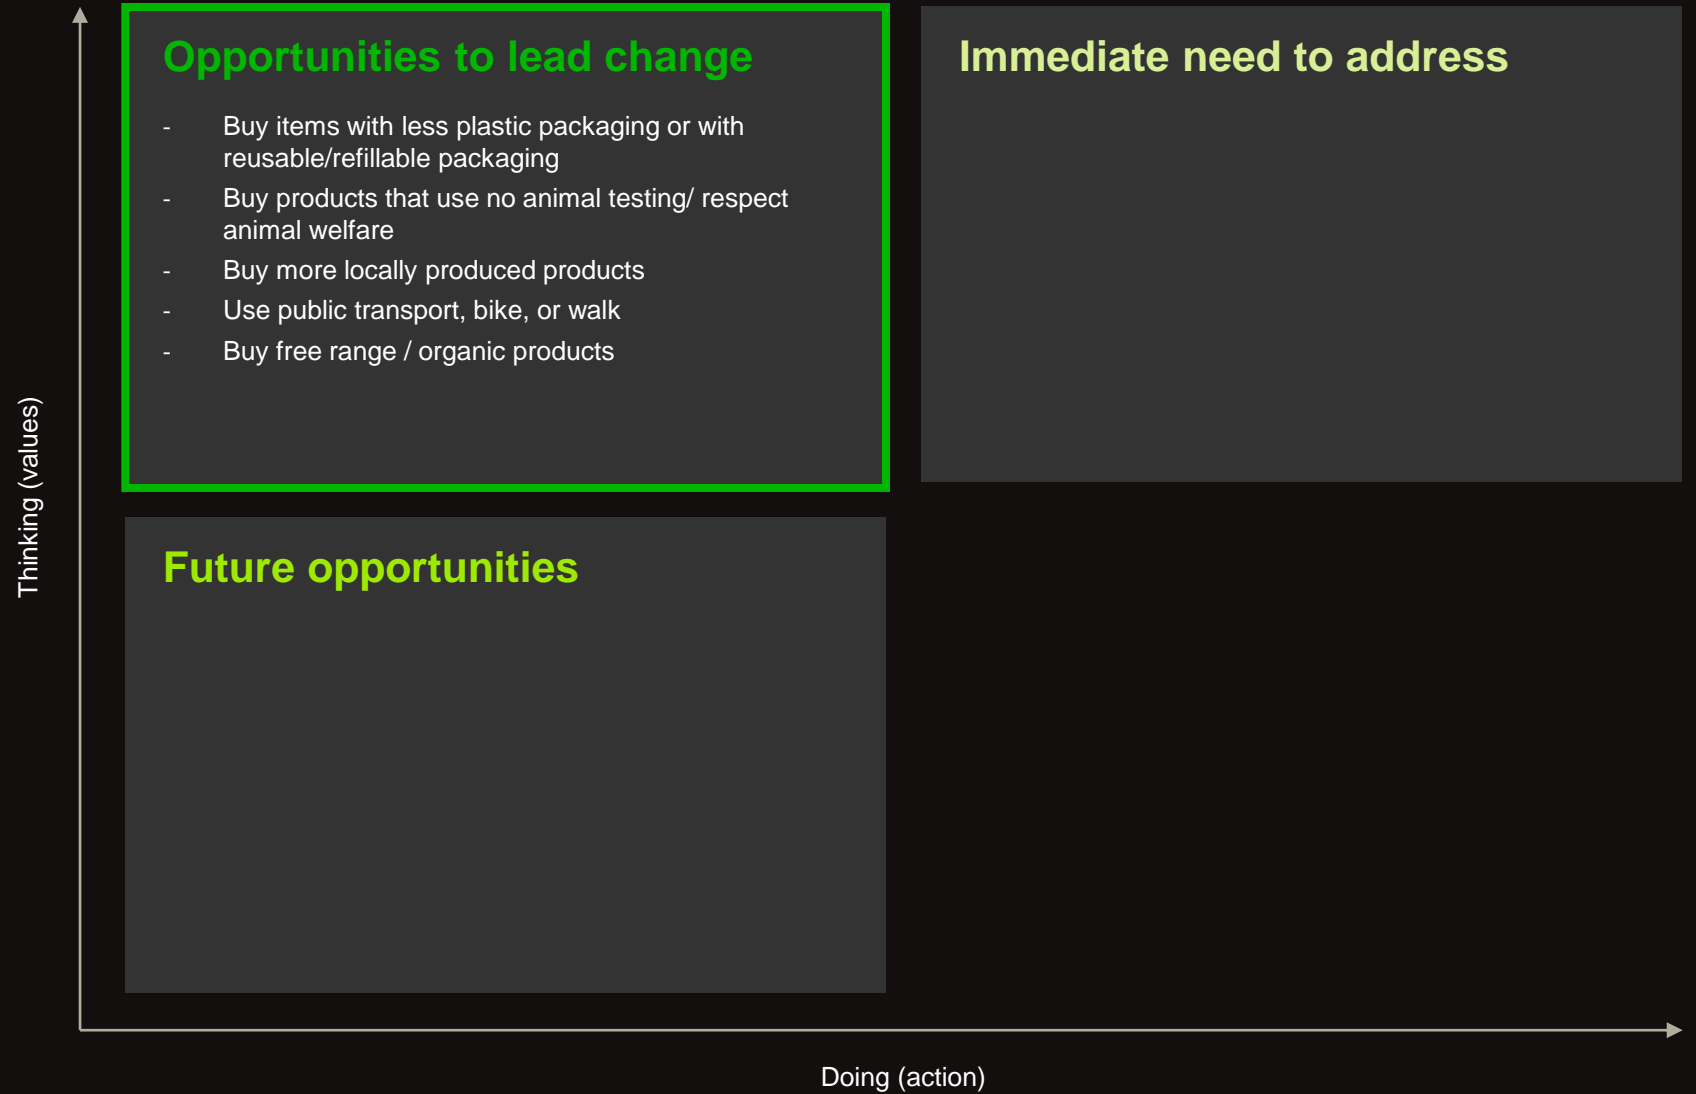 Opportunities to lead change
- Buy items with less plastic packaging or with
reusable/refillable packaging
- Buy products that use no animal testing/ respect
animal welfare
- Buy more locally produced products
- Use public transport, bike, or walk
- Buy free range / organic products
Immediate need to address
Thinking (values)
Future opportunities
Doing (action)